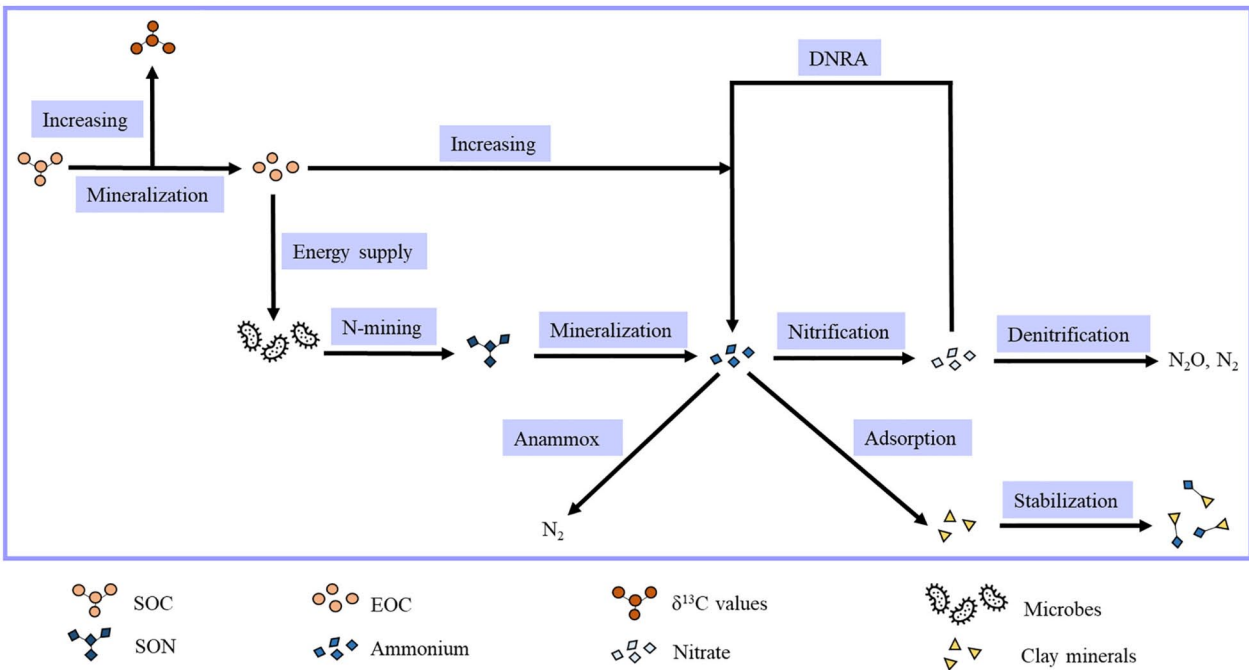 DNRA
Increasing
Increasing
Mineralization
Energy supply
N-mining
Mineralization
Nitrification
Denitrification
N₂O, N₂
Anammox
Adsorption
Stabilization
N₂
SOC
EOC
δ¹³C values
Microbes
SON
Ammonium
Nitrate
Clay minerals